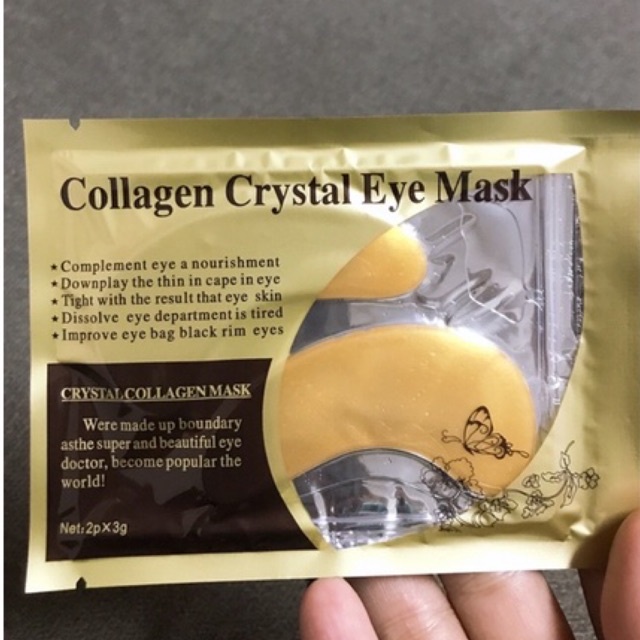 Collagen Crystal Eye Mask
★Complement eye a nourishment
★Downplay the thin in cape in eye
★Tight with the result that eye skin
★Dissolve eye department is tired
★Improve eye bag black rim eyes
CRYSTAL COLLAGEN MASK
Were made up boundary
asthe super and beautiful eye
doctor, become popular the
world!
Net: 2p×3g